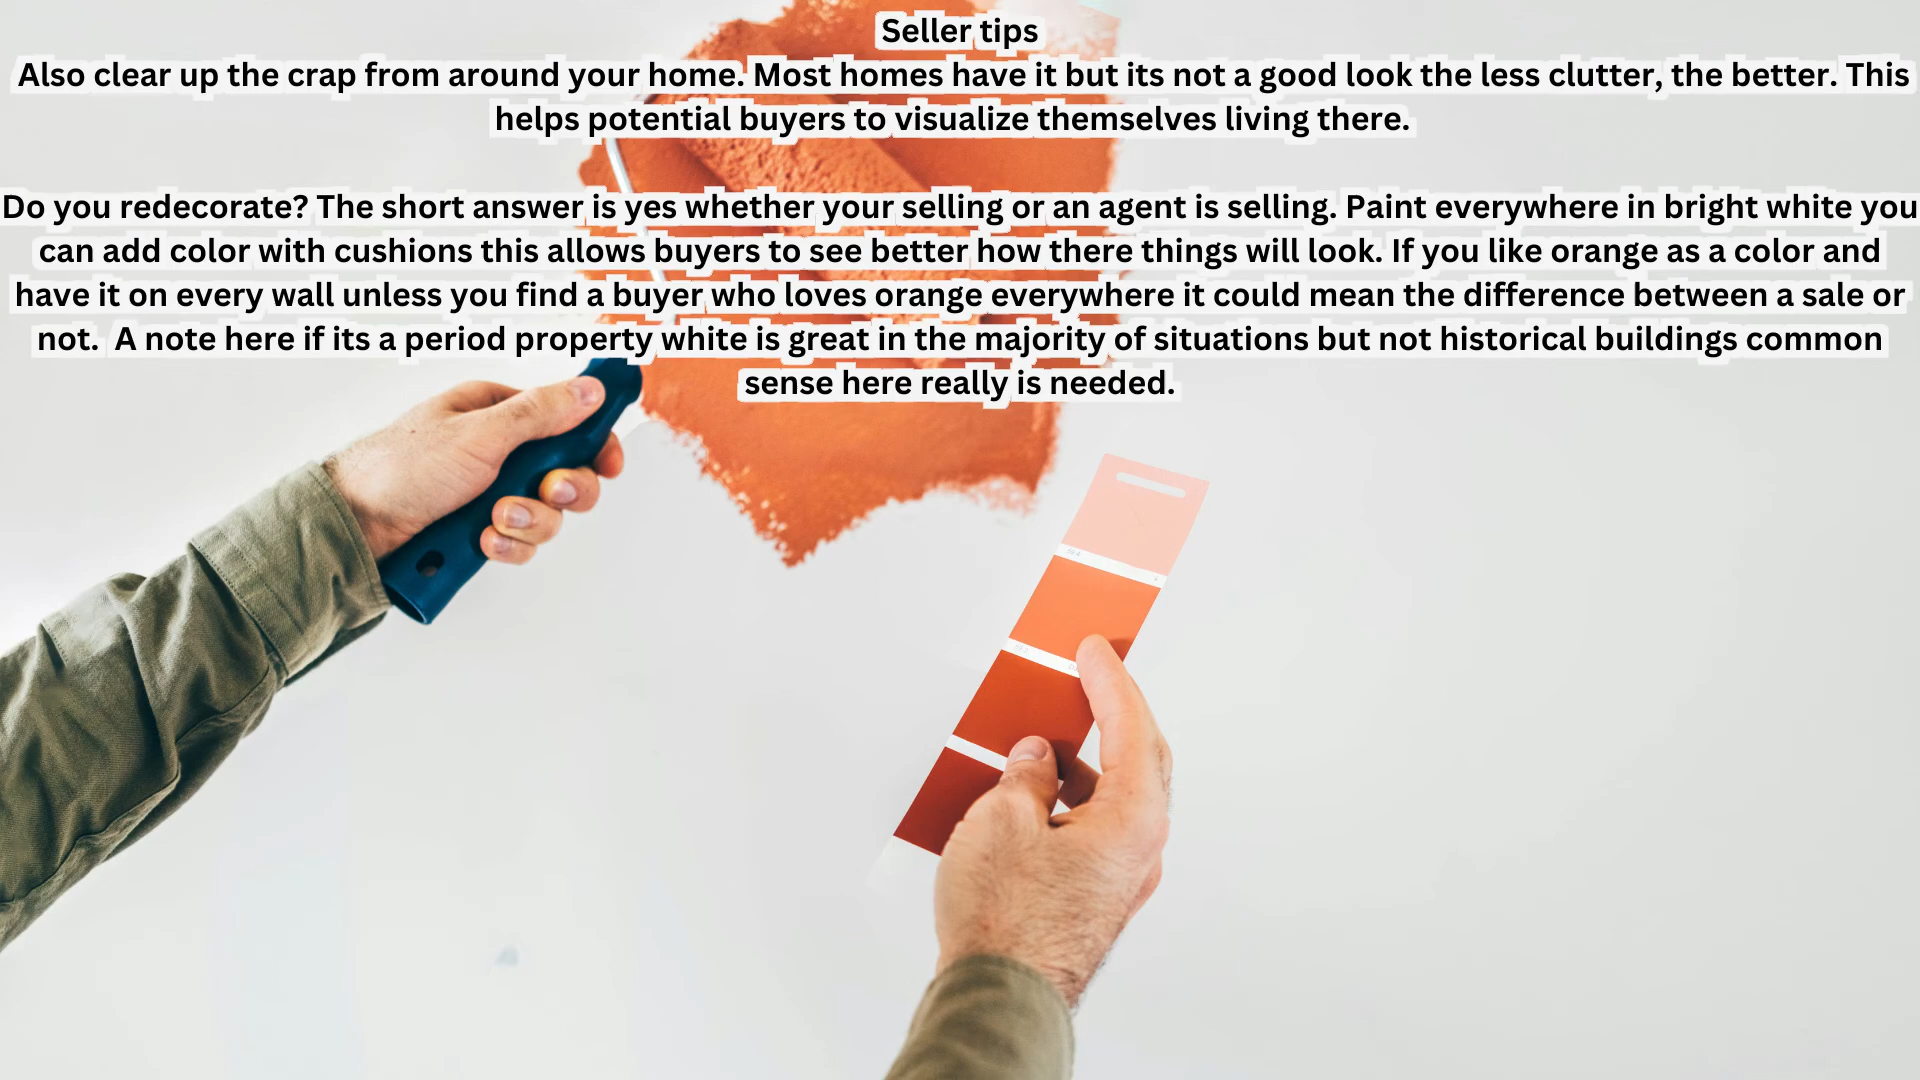 Seller tips
Also clear up the crap from around your home. Most homes have it but its not a good look the less clutter, the better. This
helps potential buyers to visualize themselves living there.
Do you redecorate? The short answer is yes whether your selling or an agent is selling. Paint everywhere in bright white you
can add color with cushions this allows buyers to see better how there things will look. If you like orange as a color and
have it on every wall unless you find a buyer who loves orange everywhere it could mean the difference between a sale or
not.  A note here if its a period property white is great in the majority of situations but not historical buildings common
sense here really is needed.